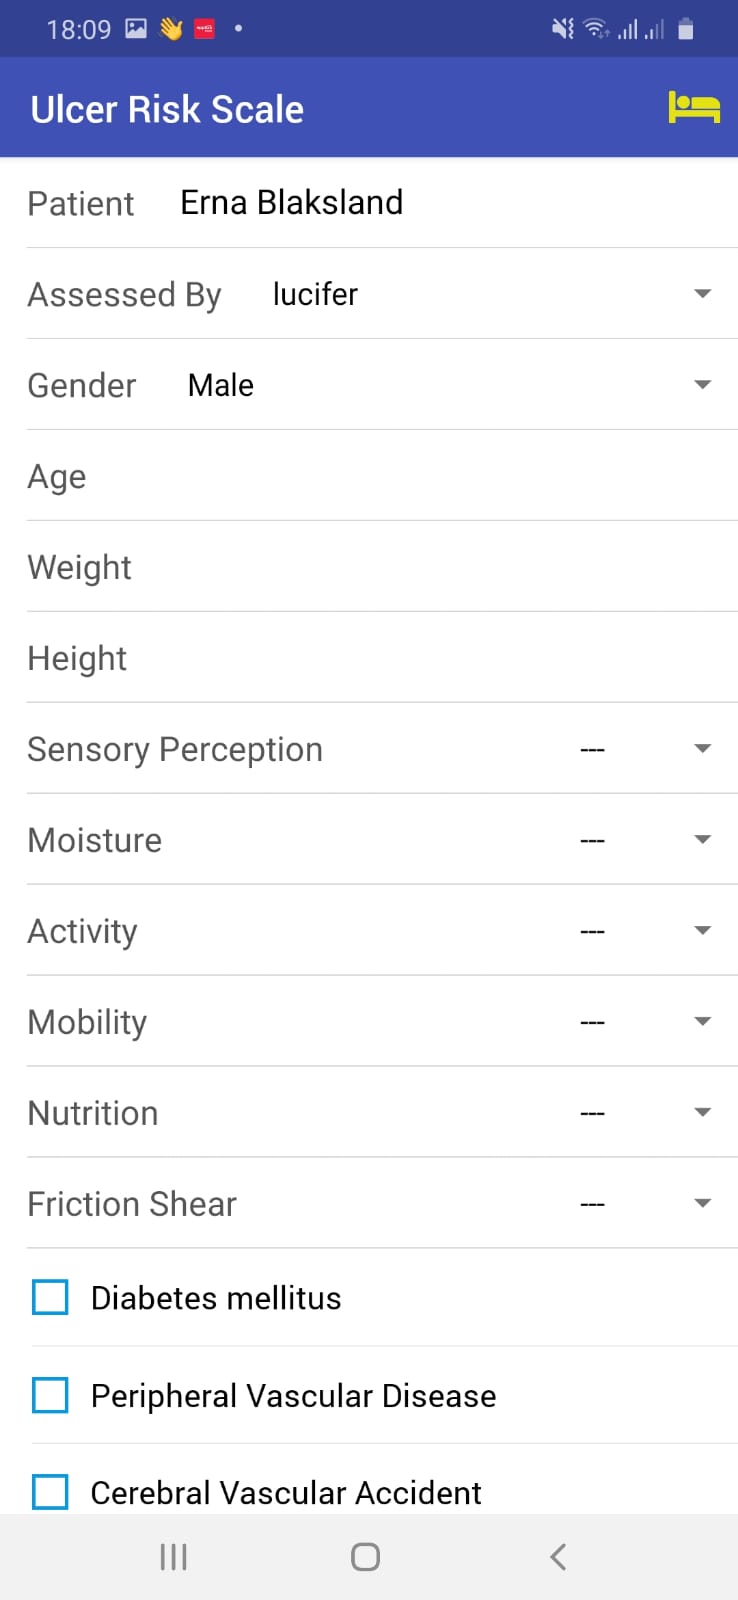 18:09
Ulcer Risk Scale
Patient Erna Blaksland
Assessed By lucifer
Gender Male
Age
Weight
Height
Sensory Perception ---
Moisture ---
Activity ---
Mobility ---
Nutrition ---
Friction Shear ---
Diabetes mellitus
Peripheral Vascular Disease
Cerebral Vascular Accident